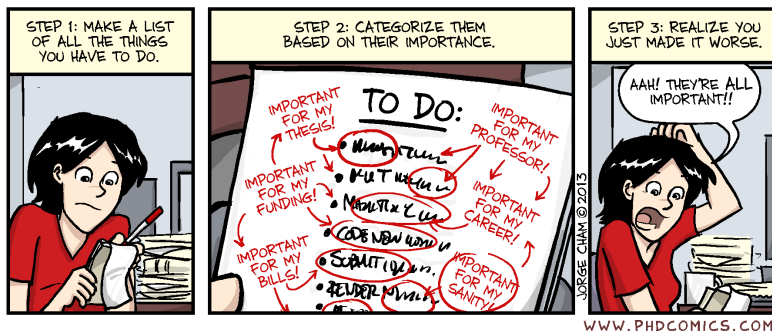 STEP 1: MAKE A LIST
OF ALL THE THINGS
YOU HAVE TO DO.
STEP 2: CATEGORIZE THEM
BASED ON THEIR IMPORTANCE.
TO DO:
IMPORTANT
FOR MY
THESIS!
IMPORTANT
FOR MY
FUNDING!
IMPORTANT
FOR MY
BILLS!
IMPORTANT
FOR MY
PROFESSOR!
IMPORTANT
FOR MY
CAREER!
IMPORTANT
FOR MY
SANITY!
CODE NEW
SUBMIT
RENDER
JORGE CHAM © 2013
STEP 3: REALIZE YOU
JUST MADE IT WORSE.
AAH! THEY'RE ALL
IMPORTANT!!
WWW.PHDCOMICS.COM